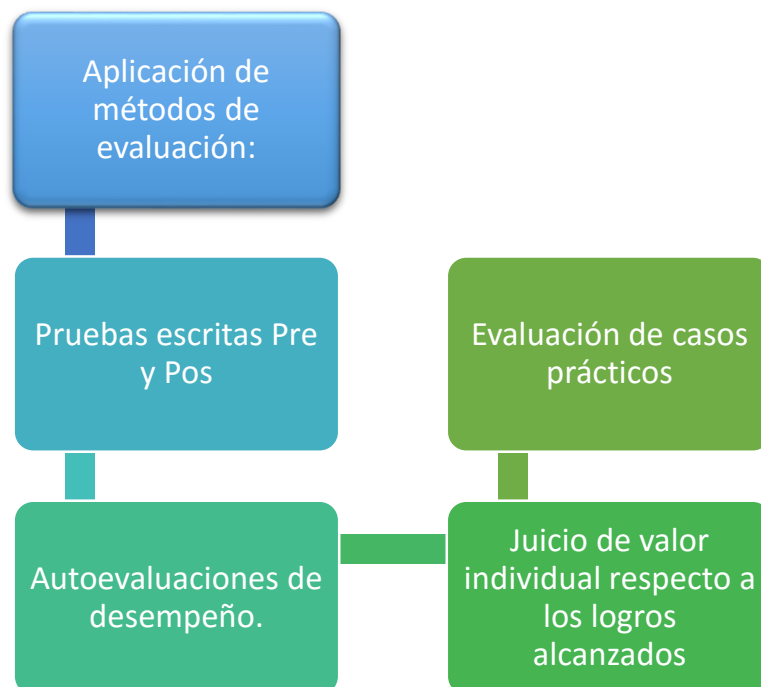 Aplicación de
métodos de
evaluación:
Pruebas escritas Pre
y Pos
Autoevaluaciones de
desempeño.
Juicio de valor
individual respecto a
los logros
alcanzados
Evaluación de casos
prácticos